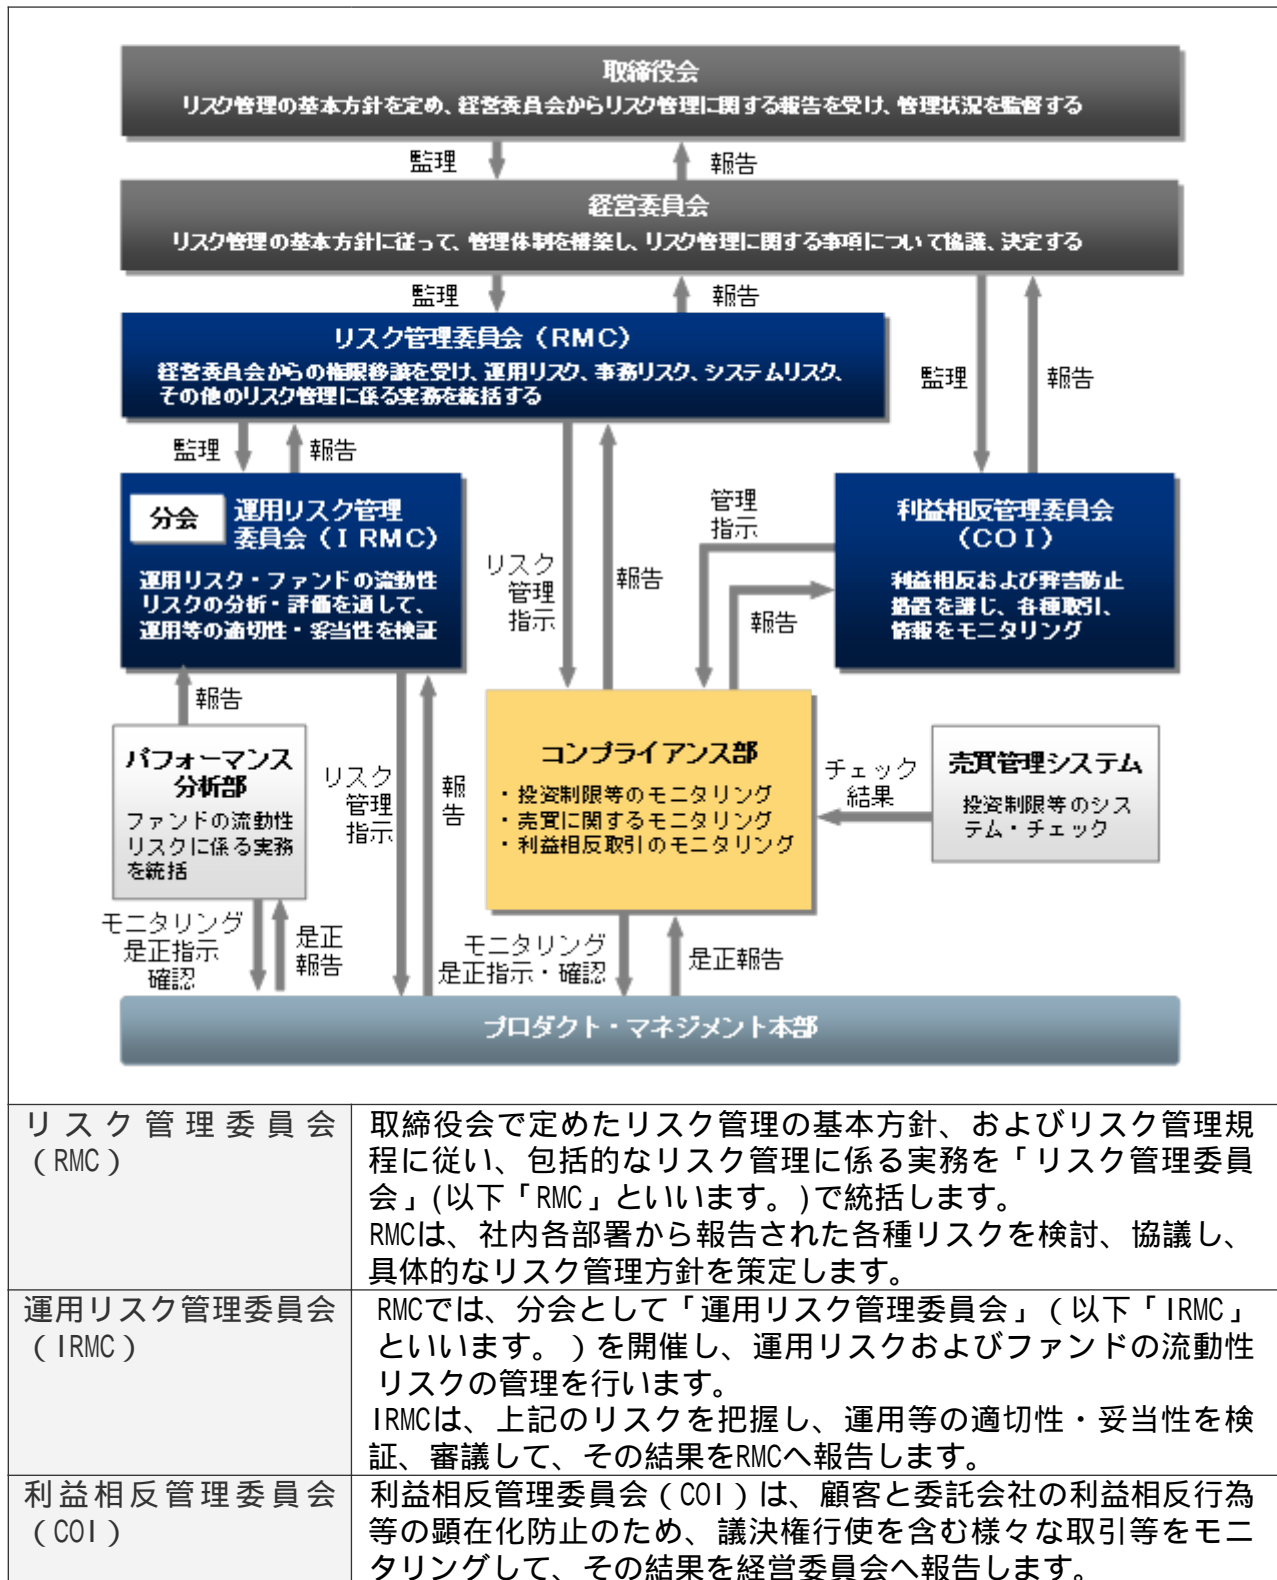 取締役会
リスク管理の基本方針を定め、経営委員会からリスク管理に関する報告を受け、管理状況を監督する
監理
報告
経営委員会
リスク管理の基本方針に従って、管理体制を構築し、リスク管理に関する事項について協議、決定する
監理
報告
リスク管理委員会（RMC）
経営委員会からの権限移譲を受け、運用リスク、事務リスク、システムリスク、
その他のリスク管理に係る実務を統括する
監理
報告
監理
報告
分会
運用リスク管理
委員会（IRMC）
運用リスク・ファンドの流動性
リスクの分析・評価を通して、
運用等の適切性・妥当性を検証
リスク
管理
指示
報告
管理
指示
報告
利益相反管理委員会
（COI）
利益相反および弊害防止
措置を講じ、各種取引、
情報をモニタリング
報告
パフォーマンス
分析部
ファンドの流動性
リスクに係る実務
を統括
リスク
管理
指示
報
告
コンプライアンス部
・投資制限等のモニタリング
・売買に関するモニタリング
・利益相反取引のモニタリング
チェック
結果
売買管理システム
投資制限等のシス
テム・チェック
モニタリング
是正指示
確認
是正
報告
モニタリング
是正指示・確認
是正報告
プロダクト・マネジメント本部
リスク管理委員会
（RMC）
取締役会で定めたリスク管理の基本方針、およびリスク管理規
程に従い、包括的なリスク管理に係る実務を「リスク管理委員
会」(以下「RMC」といいます。)で統括します。
RMCは、社内各部署から報告された各種リスクを検討、協議し、
具体的なリスク管理方針を策定します。
運用リスク管理委員会
（IRMC）
RMCでは、分会として「運用リスク管理委員会」（以下「IRMC」
といいます。）を開催し、運用リスクおよびファンドの流動性
リスクの管理を行います。
IRMCは、上記のリスクを把握し、運用等の適切性・妥当性を検
証、審議して、その結果をRMCへ報告します。
利益相反管理委員会
（COI）
利益相反管理委員会（COI）は、顧客と委託会社の利益相反行為
等の顕在化防止のため、議決権行使を含む様々な取引等をモニ
タリングして、その結果を経営委員会へ報告します。